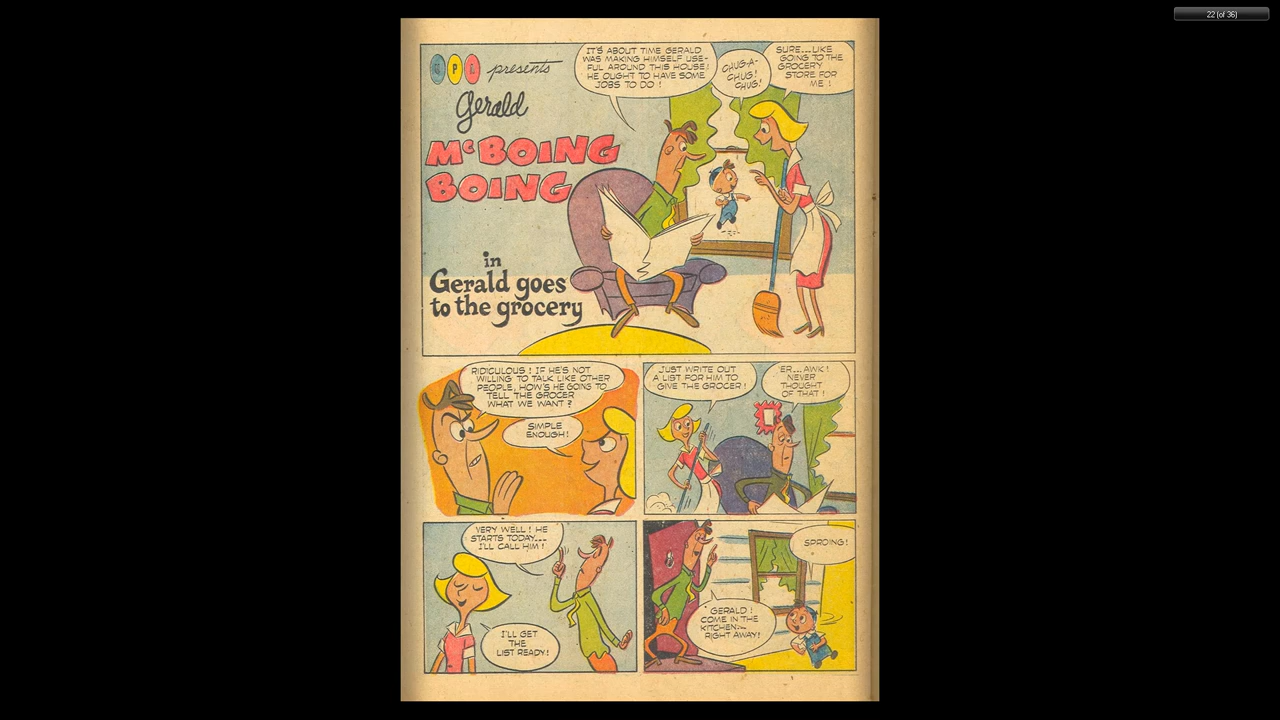 22 (of 36)
UPA presents
Gerald
McBOING
BOING
in
Gerald goes
to the grocery
IT'S ABOUT TIME GERALD
WAS MAKING HIMSELF USE-
FUL AROUND THIS HOUSE!
HE OUGHT TO HAVE SOME
JOBS TO DO!
CHUG-A-
CHUG!
CHUG!
SURE...LIKE
GOING TO THE
GROCERY
STORE FOR
ME!
RIDICULOUS! IF HE'S NOT
WILLING TO TALK LIKE OTHER
PEOPLE, HOW'S HE GOING TO
TELL THE GROCER
WHAT WE WANT?
SIMPLE
ENOUGH!
JUST WRITE OUT
A LIST FOR HIM TO
GIVE THE GROCER!
ER...AWK!
NEVER
THOUGHT
OF THAT!
VERY WELL! HE
STARTS TODAY...
I'LL CALL HIM!
I'LL GET
THE
LIST READY!
GERALD!
COME IN THE
KITCHEN...
RIGHT AWAY!
SPROING!